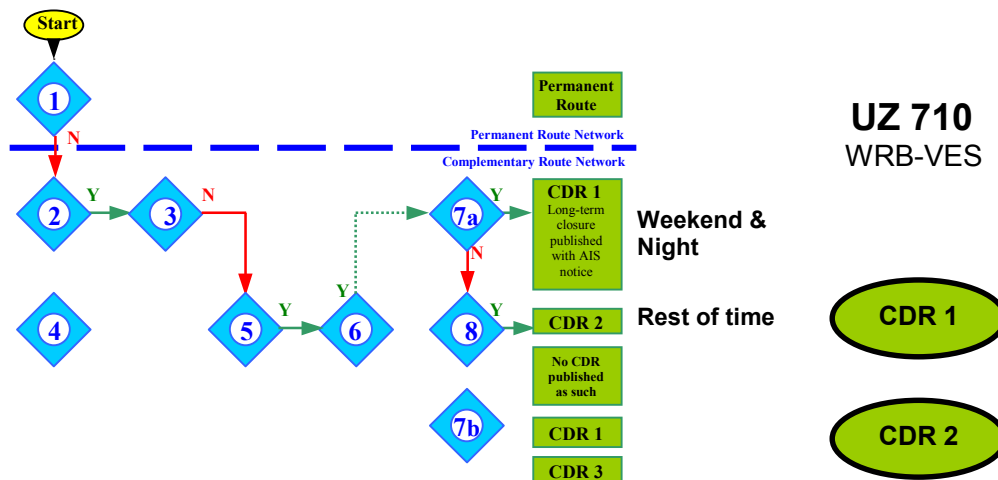 Start
1
Permanent
Route
N
Permanent Route Network
Complementary Route Network
UZ 710
WRB-VES
2
Y
3
N
7a
Y
N
CDR 1
Long-term
closure
published
with AIS
notice
Weekend &
Night
4
5
Y
6
Y
8
Y
CDR 2
Rest of time
CDR 1
No CDR
published
as such
7b
CDR 1
CDR 3
CDR 2